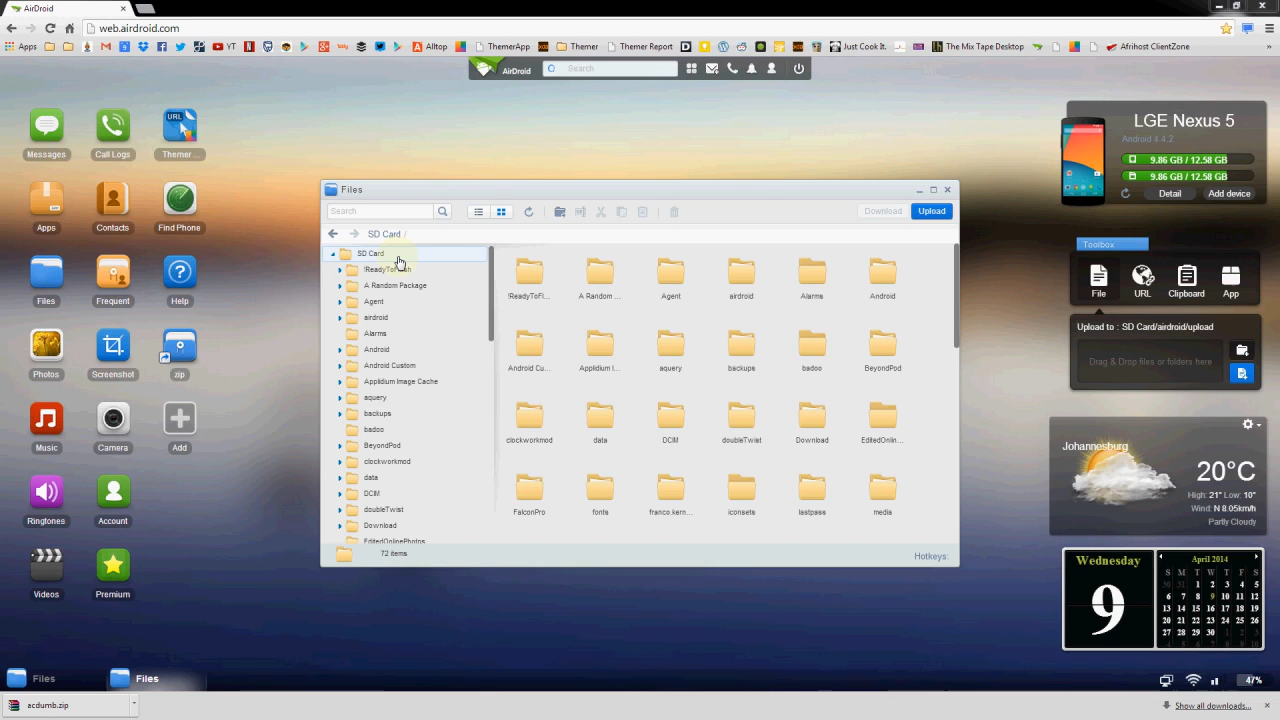 AirDroid
web.airdroid.com
Apps
YT
Alltop
ThemerApp
Themer
Themer Report
Just Cook It.
The Mix Tape Desktop
Afrihost ClientZone
»
AirDroid
Search
Messages
Call Logs
URL
Themer ...
Apps
Contacts
Find Phone
Files
Frequent
Help
Photos
Screenshot
zip
Music
Camera
Add
Ringtones
Account
Videos
Premium
Files
Search
Download
Upload
SD Card /
SD Card
A Random Package
Agent
airdroid
Alarms
Android
Android Custom
Applidium Image Cache
aquery
backups
badoo
BeyondPod
clockworkmod
data
DCIM
doubleTwist
Download
EditedOnlinePhotos
!ReadyToFl...
A Random ...
Agent
airdroid
Alarms
Android
Android Cu...
Applidium I...
aquery
backups
badoo
BeyondPod
clockworkmod
data
DCIM
doubleTwist
Download
EditedOnlin...
FalconPro
fonts
franco.kern...
iconsets
lastpass
media
72 items
Hotkeys:
LGE Nexus 5
Android 4.4.2
9.86 GB / 12.58 GB
9.86 GB / 12.58 GB
Detail
Add device
Toolbox
File
URL
Clipboard
App
Upload to : SD Card/airdroid/upload
Drag & Drop files or folders here
Johannesburg
20°C
High: 21° Low: 10°
Wind: N 8.05km/h
Partly Cloudy
Wednesday
9
April 2014
S M T W T F S
30 31 1 2 3 4 5
6 7 8 9 10 11 12
13 14 15 16 17 18 19
20 21 22 23 24 25 26
27 28 29 30 1 2 3
Files
Files
47%
acdumb.zip
Show all downloads...